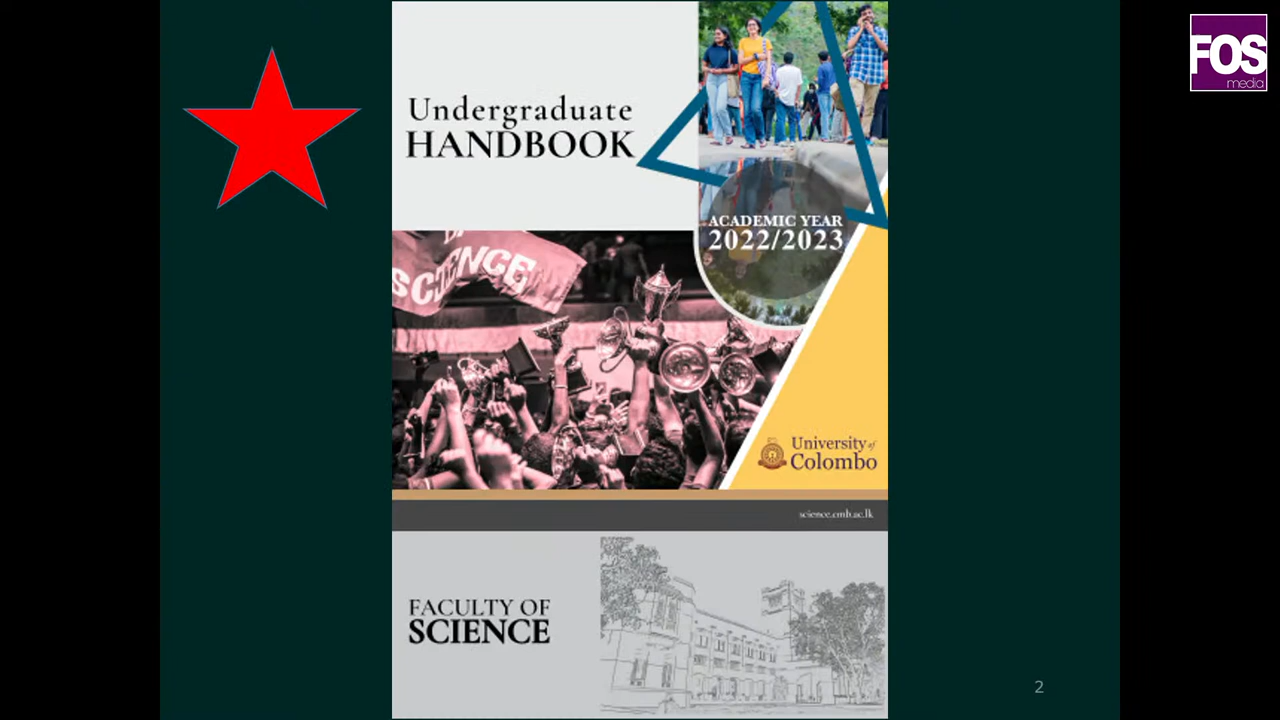 FOS
media
Undergraduate
HANDBOOK
ACADEMIC YEAR
2022/2023
SCIENCE
University of
Colombo
science.cmb.ac.lk
FACULTY OF
SCIENCE
2